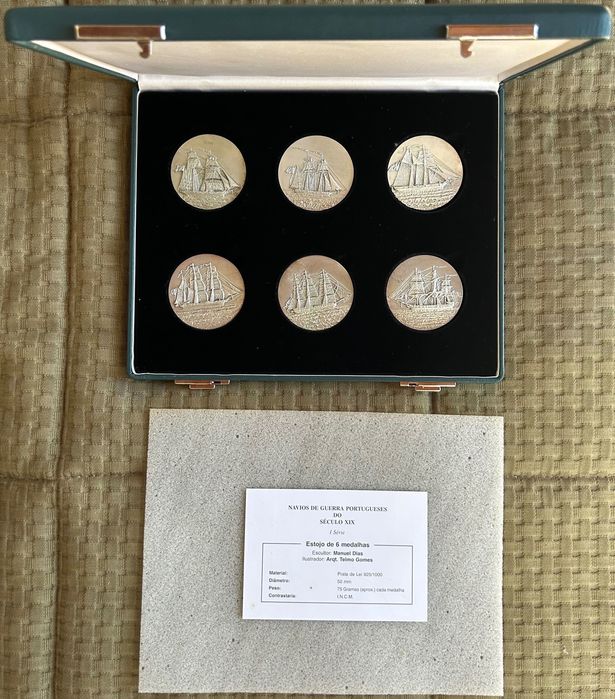 NAVIOS DE GUERRA PORTUGUESES
DO
SÉCULO XIX
I Série
Estojo de 6 medalhas
Escultor: Manuel Dias
Ilustrador: Arqt. Telmo Gomes
Material: Prata de Lei 925/1000
Diâmetro: 50 mm
Peso: 75 Gramas (aprox.) cada medalha
Contrastaria: I.N.C.M.